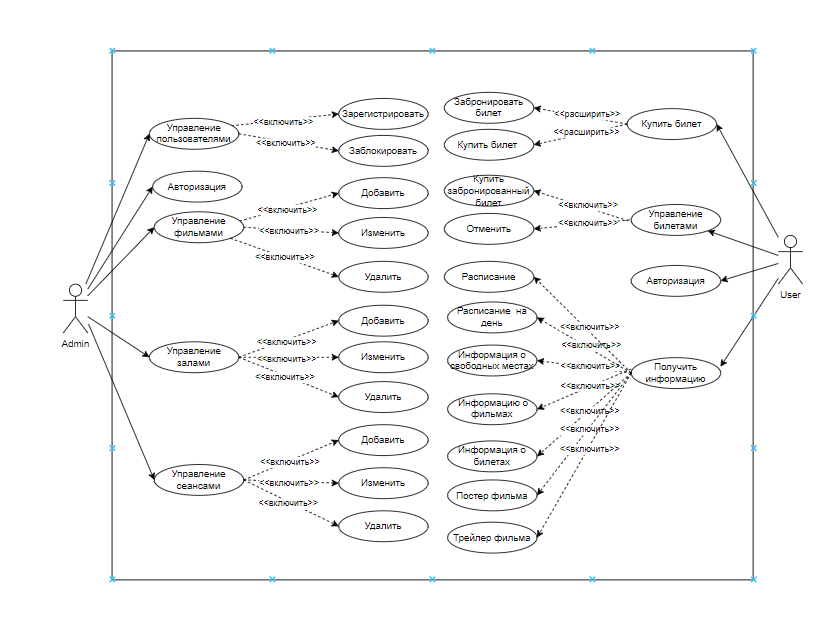 Admin
Управление
пользователями
Авторизация
Управление
фильмами
Управление
залами
Управление
сеансами
<<включить>>
<<включить>>
<<включить>>
<<включить>>
<<включить>>
<<включить>>
<<включить>>
<<включить>>
<<включить>>
<<включить>>
<<включить>>
Зарегистрировать
Заблокировать
Добавить
Изменить
Удалить
Добавить
Изменить
Удалить
Добавить
Изменить
Удалить
Забронировать
билет
Купить билет
Купить
забронированный
билет
Отменить
Расписание
Расписание на
день
Информация о
свободных местах
Информацию о
фильмах
Информация о
билетах
Постер фильма
Трейлер фильма
<<расширить>>
<<расширить>>
<<включить>>
<<включить>>
<<включить>>
<<включить>>
<<включить>>
<<включить>>
<<включить>>
<<включить>>
<<включить>>
Купить билет
Управление
билетами
Авторизация
Получить
информацию
User